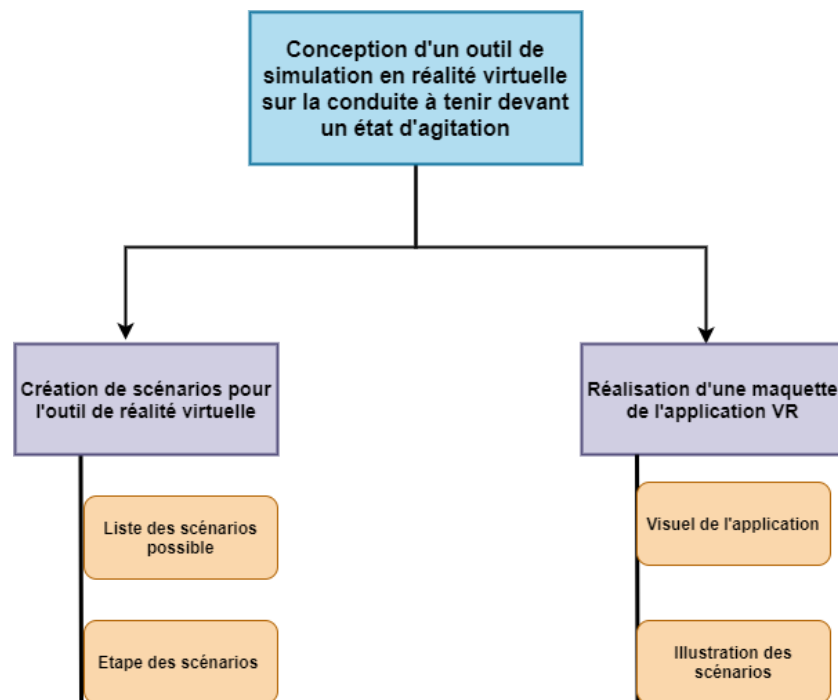 Conception d'un outil de
simulation en réalité virtuelle
sur la conduite à tenir devant
un état d'agitation
Création de scénarios pour
l'outil de réalité virtuelle
Liste des scénarios
possible
Etape des scénarios
Réalisation d'une maquette
de l'application VR
Visuel de l'application
Illustration des
scénarios